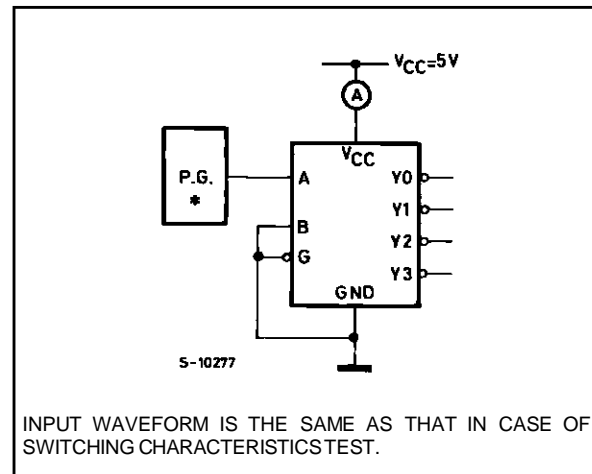 VCC=5V
A
VCC
P.G.
*
A
Y0
Y1
B
Y2
G
Y3
GND
S-10277
INPUT WAVEFORM IS THE SAME AS THAT IN CASE OF
SWITCHING CHARACTERISTICS TEST.